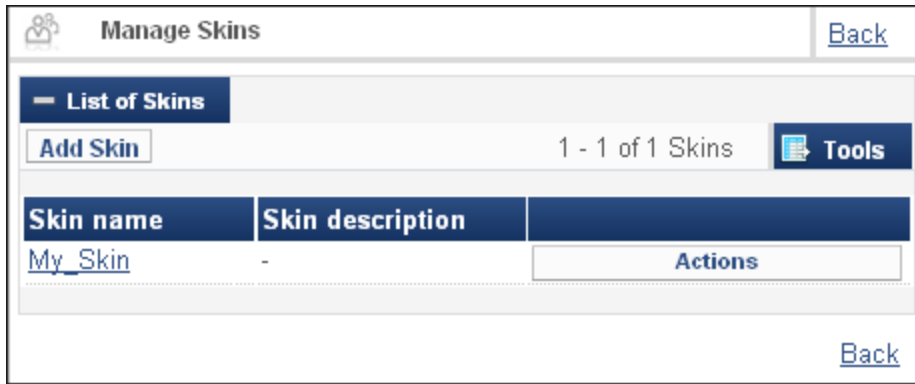 Manage Skins Back
List of Skins
Add Skin 1 - 1 of 1 Skins Tools
Skin name Skin description
My_Skin - Actions
Back